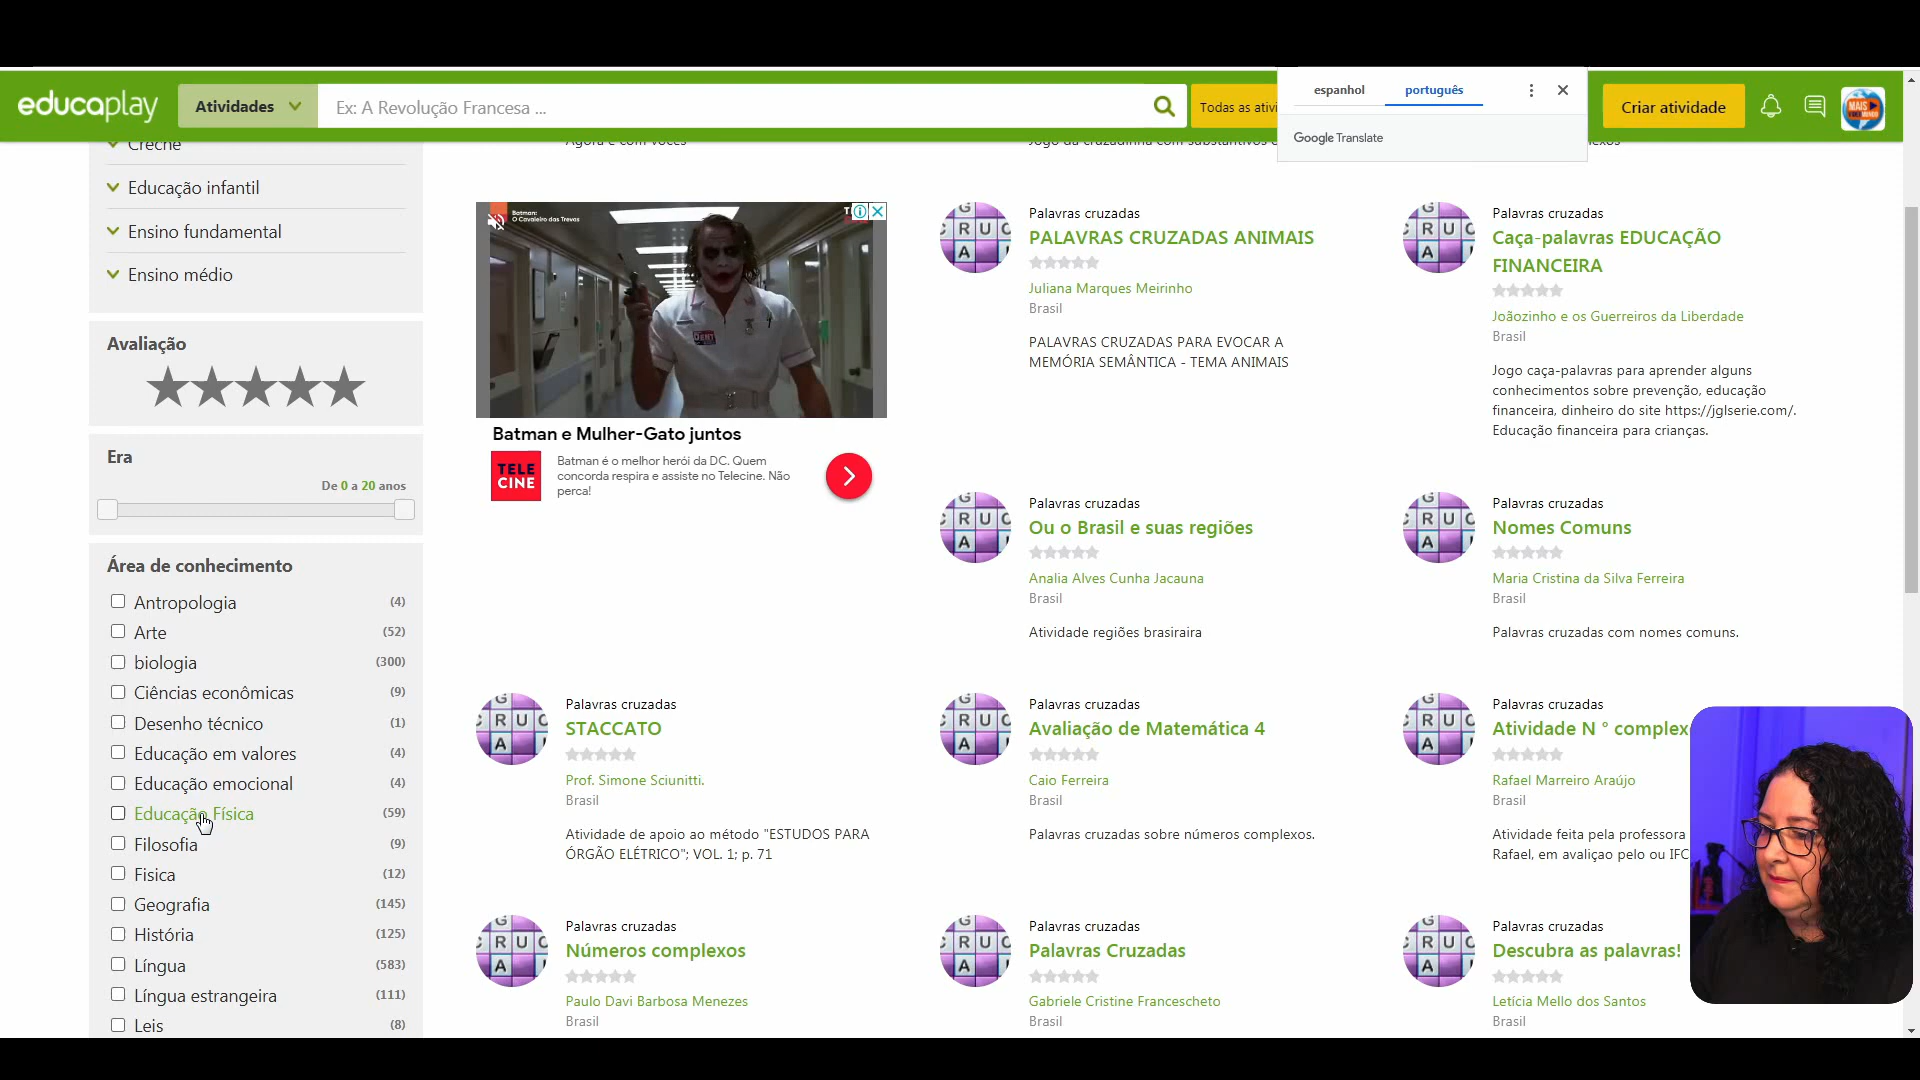 educaplay
Atividades
Ex: A Revolução Francesa ...
Todas as ativi
espanhol
português
Google Translate
Criar atividade
MAIS
Creche
Educação infantil
Ensino fundamental
Ensino médio
Avaliação
Era
De 0 a 20 anos
Área de conhecimento
Antropologia (4)
Arte (52)
biologia (300)
Ciências econômicas (9)
Desenho técnico (1)
Educação em valores (4)
Educação emocional (4)
Educação Física (59)
Filosofia (9)
Fisica (12)
Geografia (145)
História (125)
Língua (583)
Língua estrangeira (111)
Leis (8)
Agora é com vocês
Batman:
O Cavaleiro das Trevas
Batman e Mulher-Gato juntos
TELE
CINE
Batman é o melhor herói da DC. Quem
concorda respira e assiste no Telecine. Não
perca!
Palavras cruzadas
PALAVRAS CRUZADAS ANIMAIS
Juliana Marques Meirinho
Brasil
PALAVRAS CRUZADAS PARA EVOCAR A
MEMÓRIA SEMÂNTICA - TEMA ANIMAIS
Palavras cruzadas
Caça-palavras EDUCAÇÃO
FINANCEIRA
Joãozinho e os Guerreiros da Liberdade
Brasil
Jogo caça-palavras para aprender alguns
conhecimentos sobre prevenção, educação
financeira, dinheiro do site https://jglserie.com/.
Educação financeira para crianças.
Palavras cruzadas
Ou o Brasil e suas regiões
Analia Alves Cunha Jacauna
Brasil
Atividade regiões brasiraira
Palavras cruzadas
Nomes Comuns
Maria Cristina da Silva Ferreira
Brasil
Palavras cruzadas com nomes comuns.
Palavras cruzadas
STACCATO
Prof. Simone Sciunitti.
Brasil
Atividade de apoio ao método "ESTUDOS PARA
ÓRGÃO ELÉTRICO"; VOL. 1; p. 71
Palavras cruzadas
Avaliação de Matemática 4
Caio Ferreira
Brasil
Palavras cruzadas sobre números complexos.
Palavras cruzadas
Atividade N ° complex
Rafael Marreiro Araújo
Brasil
Atividade feita pela professora
Rafael, em avaliçao pelo ou IFC
Palavras cruzadas
Números complexos
Paulo Davi Barbosa Menezes
Brasil
Palavras cruzadas
Palavras Cruzadas
Gabriele Cristine Francescheto
Brasil
Palavras cruzadas
Descubra as palavras!
Letícia Mello dos Santos
Brasil